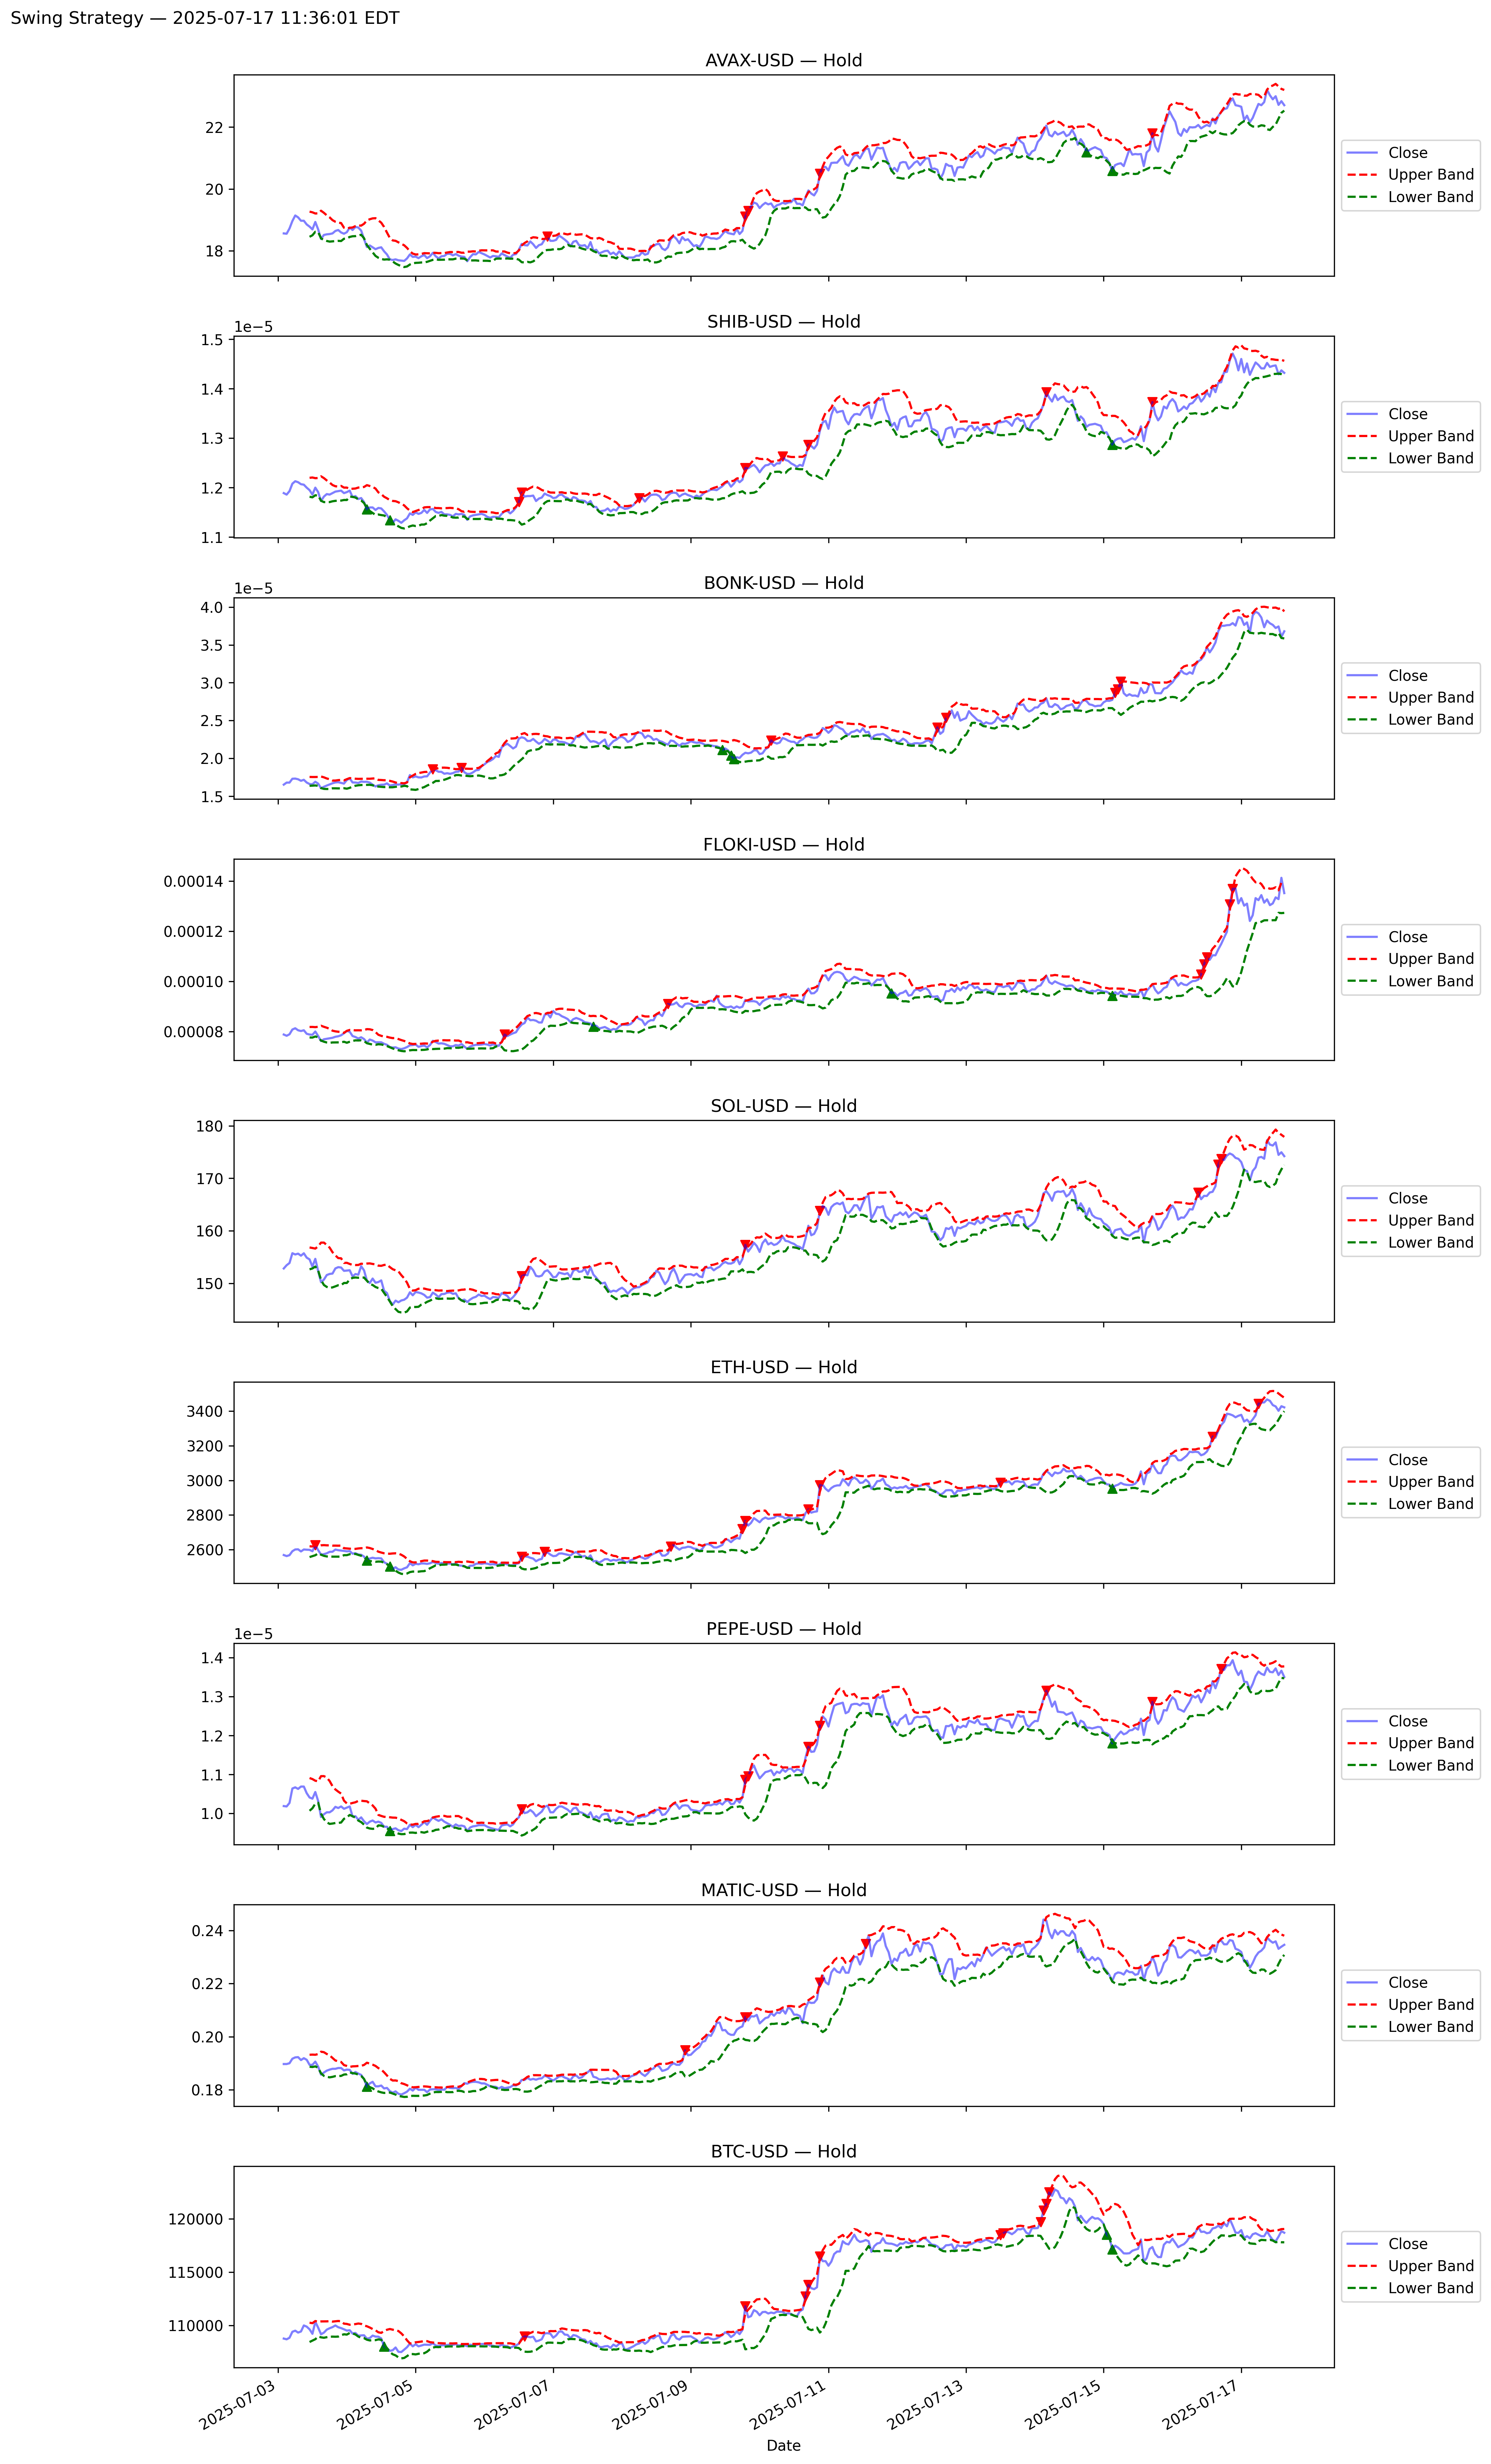 Swing Strategy — 2025-07-17 11:36:01 EDT
AVAX-USD — Hold
22
20
18
Close
Upper Band
Lower Band
SHIB-USD — Hold
1e−5
1.5
1.4
1.3
1.2
1.1
Close
Upper Band
Lower Band
BONK-USD — Hold
1e−5
4.0
3.5
3.0
2.5
2.0
1.5
Close
Upper Band
Lower Band
FLOKI-USD — Hold
0.00014
0.00012
0.00010
0.00008
Close
Upper Band
Lower Band
SOL-USD — Hold
180
170
160
150
Close
Upper Band
Lower Band
ETH-USD — Hold
3400
3200
3000
2800
2600
Close
Upper Band
Lower Band
PEPE-USD — Hold
1e−5
1.4
1.3
1.2
1.1
1.0
Close
Upper Band
Lower Band
MATIC-USD — Hold
0.24
0.22
0.20
0.18
Close
Upper Band
Lower Band
BTC-USD — Hold
120000
115000
110000
Close
Upper Band
Lower Band
2025-07-03
2025-07-05
2025-07-07
2025-07-09
2025-07-11
2025-07-13
2025-07-15
2025-07-17
Date